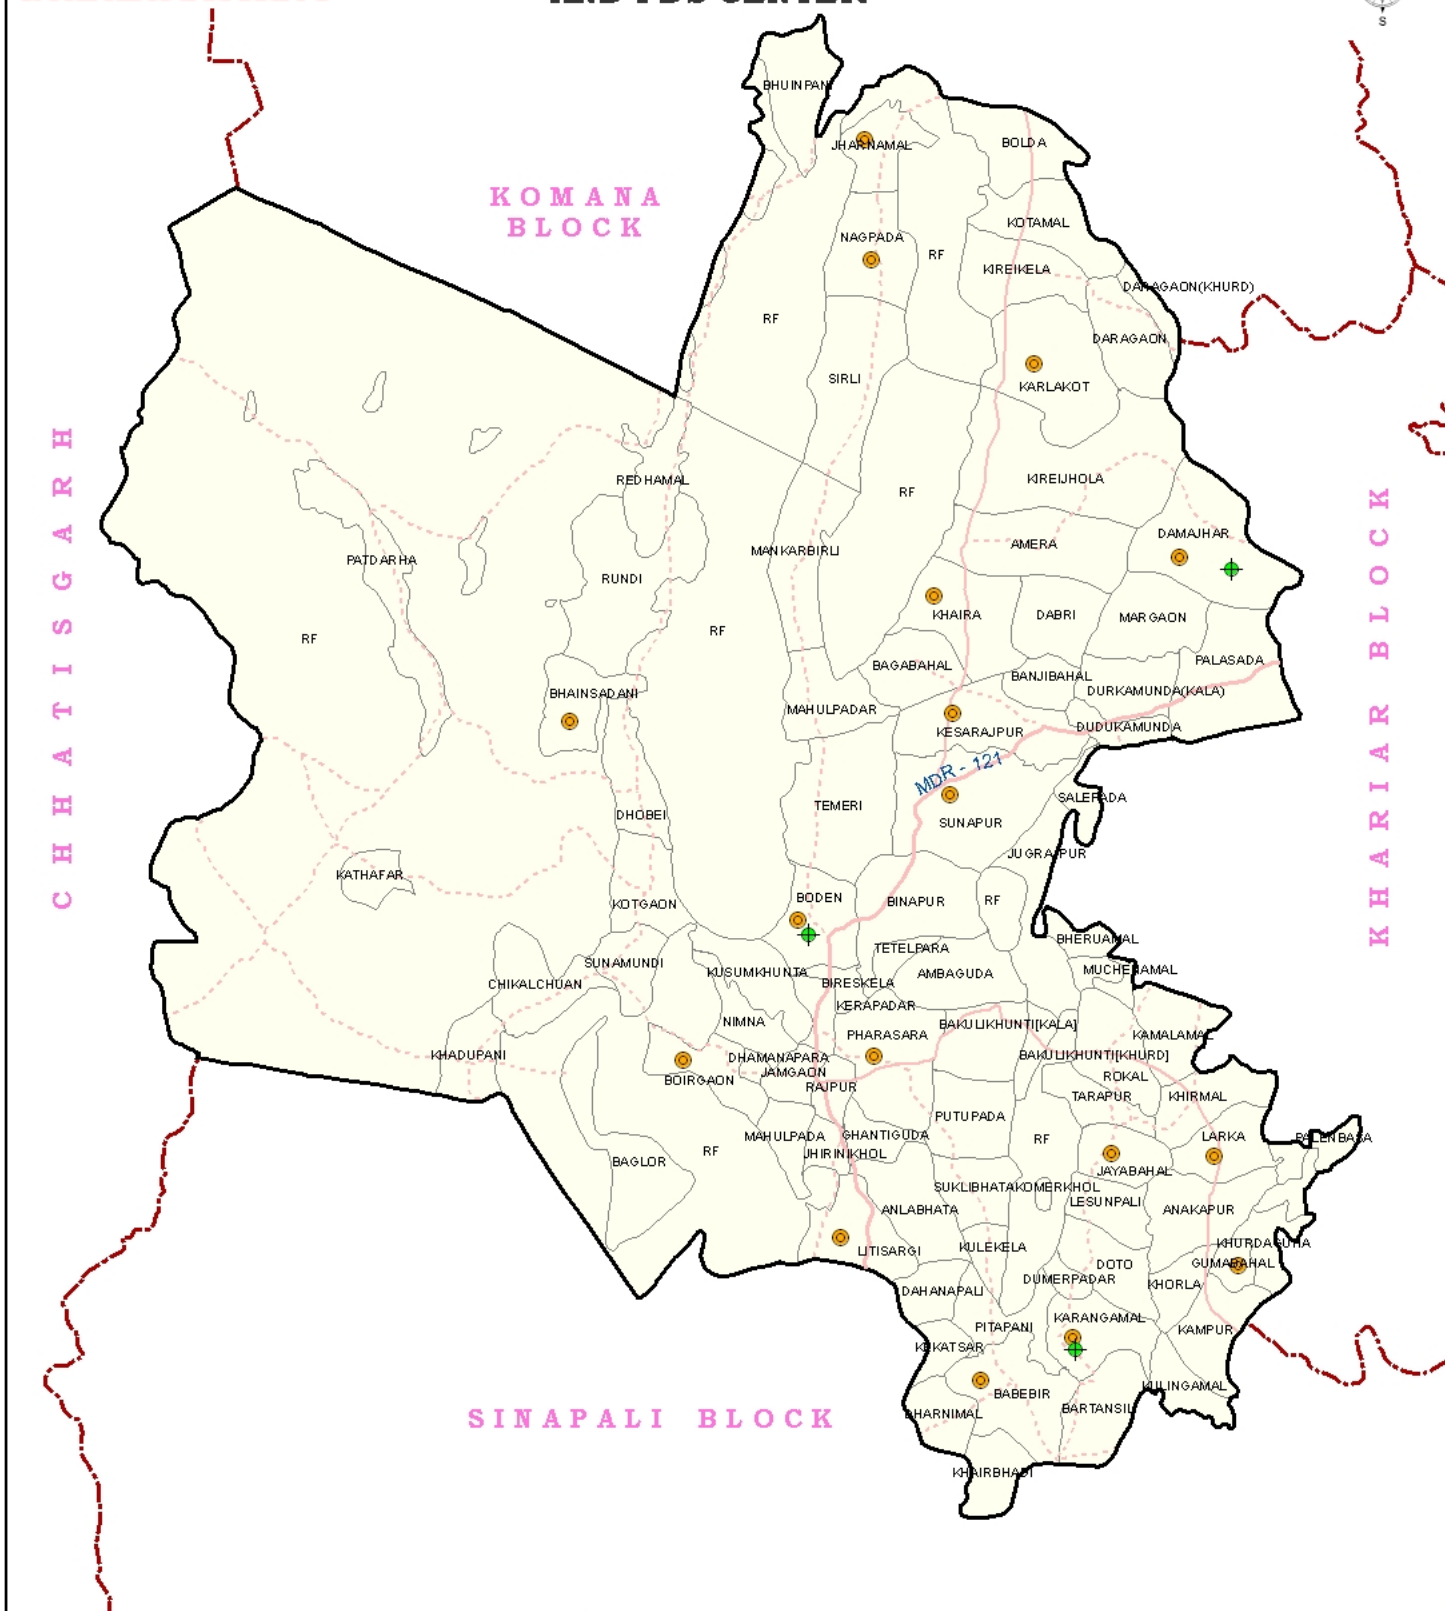 S
BHUINPANI
JHARNAMAL
BOLDA
KOMANA
BLOCK
KOTAMAL
NAGPADA
RF
KIREIKELA
DARAGAON(KHURD)
RF
DARAGAON
SIRLI
KARLAKOT
CHHATISGARH
REDHAMAL
KIREIJHOLA
RF
KHARIAR BLOCK
DAMAJHAR
AMERA
MANKARBIRLI
PATDARHA
RUNDI
KHAIRA
DABRI
MARGAON
RF
RF
PALASADA
BAGABAHAL
BANJIBAHAL
DURKAMUNDA(KALA)
BHAINSADANI
MAHULPADAR
DUDUKAMUNDA
KESARAJPUR
MDR - 121
SALEPADA
TEMERI
DHOBEI
SUNAPUR
JUGRAJPUR
KATHAFAR
BODEN
BINAPUR
RF
KOTGAON
BHERUAMAL
TETELPARA
SUNAMUNDI
KUSUMKHUNTA
AMBAGUDA
MUCHENAMAL
CHIKALCHUAN
BIRESKELA
KERAPADAR
NIMNA
BAKULIKHUNTI[KALA]
PHARASARA
KAMALAMAL
KHADUPANI
DHAMANAPARA
BAKULIKHUNTI[KHURD]
JAMGAON
BOIRGAON
RAJPUR
ROKAL
TARAPUR
KHIRMAL
PUTUPADA
MAHULPADA
GHANTIGUDA
RF
LARKA
PALENBASA
RF
JHIRINIKHOL
BAGLOR
JAYABAHAL
SUKLIBHATA
KOMERKHOL
LESUNPALI
ANLABHATA
ANAKAPUR
LITISARGI
KULEKELA
KHURDAGUHA
DOTO
GUMABAHAL
DUMERPADAR
KHORLA
DAHANAPALI
KARANGAMAL
PITAPANI
KAMPUR
KEKATSAR
KULINGAMAL
BABEBIR
BARTANSIL
DHARNIMAL
SINAPALI BLOCK
KHAIRBHADI